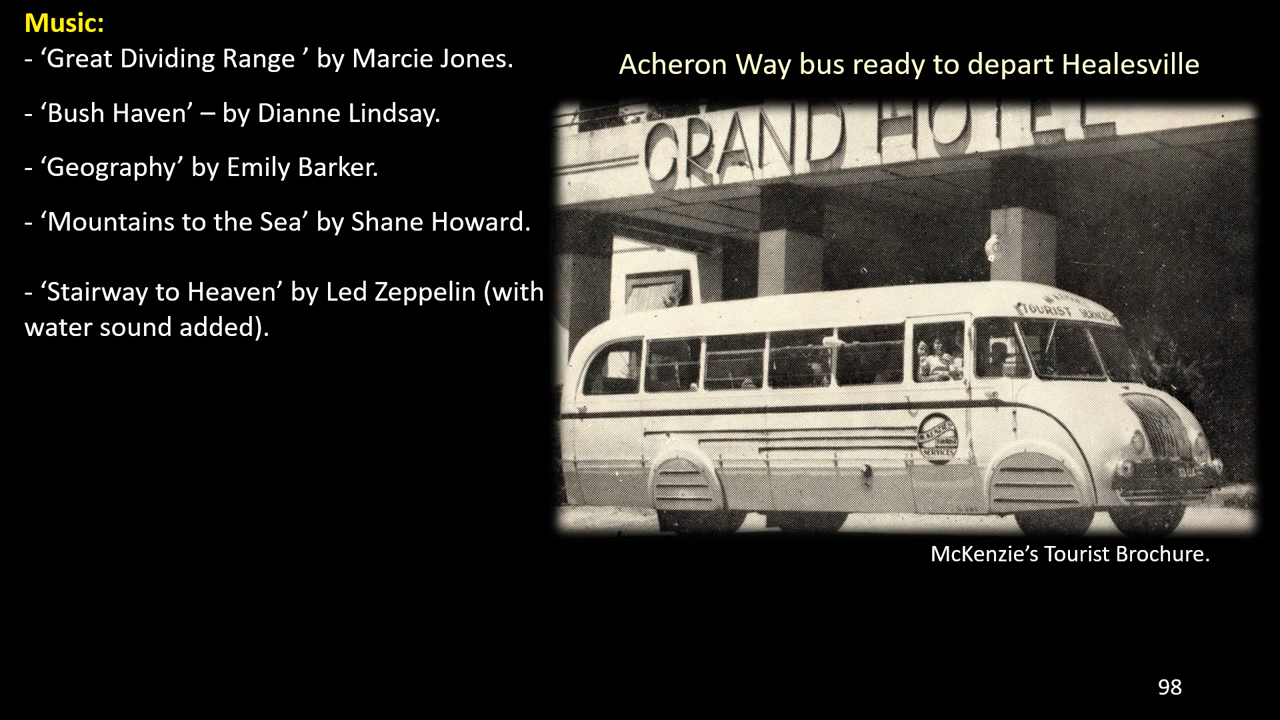 Music:
- ‘Great Dividing Range ’ by Marcie Jones.
- ‘Bush Haven’ – by Dianne Lindsay.
- ‘Geography’ by Emily Barker.
- ‘Mountains to the Sea’ by Shane Howard.
- ‘Stairway to Heaven’ by Led Zeppelin (with
water sound added).
Acheron Way bus ready to depart Healesville
GRAND HOTEL
TOURIST SERVICES
SERVICES
McKenzie’s Tourist Brochure.
98